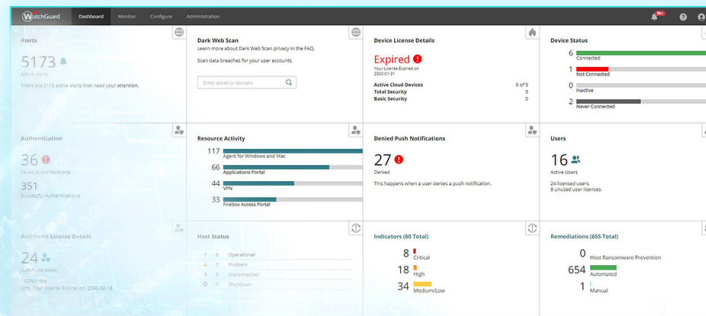 WatchGuard Dashboard Monitor Configure Administration
Alerts
5173
Active Alerts
There are 5173 active alerts that need your attention.
Dark Web Scan
Learn more about Dark Web Scan privacy in the FAQ.
Scan data breaches for your user accounts.
Enter email or domain
Device License Details
Expired
Your License Expired on
2020-01-31
Active Cloud Devices 9 of 9
Total Security 9
Basic Security 0
Device Status
6
Connected
1
Not Connected
0
Inactive
2
Never Connected
Authentication
36
Failed Authentications
351
Successful Authentications
Resource Activity
117
Agent for Windows and Mac
66
Applications Portal
44
VPN
33
Firebox Access Portal
Denied Push Notifications
27
Denied
This happens when a user denies a push notification.
Users
16
Active Users
24 licensed users.
8 unused user licenses.
AuthPoint License Details
24
Host Status
Operational
Problem
Disconnected
Shutdown
Indicators (60 Total)
8
Critical
18
High
34
Medium/Low
Remediations (655 Total)
0
Host Ransomware Prevention
654
Automated
1
Manual